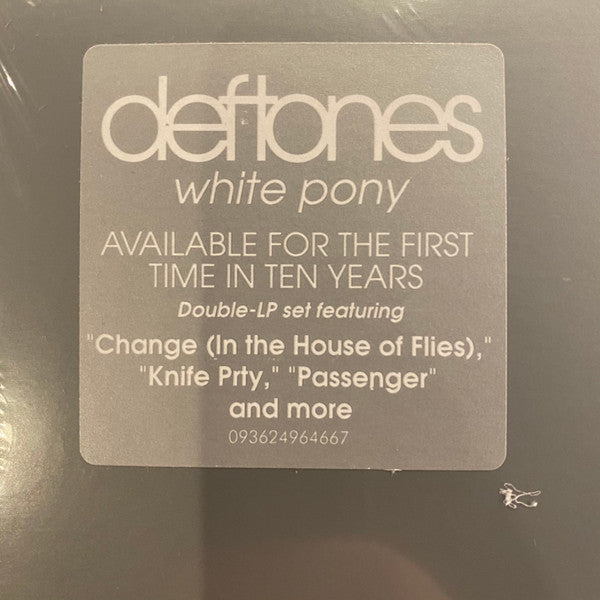 deftones
white pony
AVAILABLE FOR THE FIRST
TIME IN TEN YEARS
Double-LP set featuring
"Change (In the House of Flies),"
"Knife Prty," "Passenger"
and more
093624964667